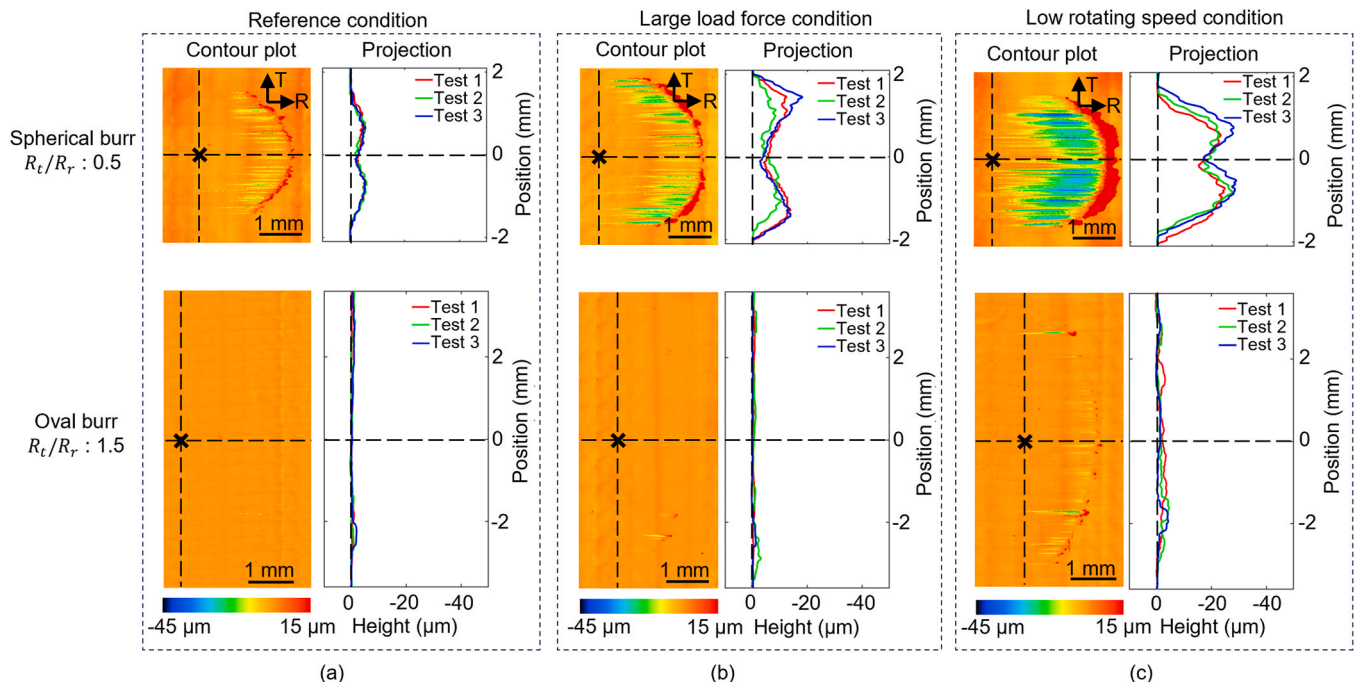 Reference condition
Large load force condition
Low rotating speed condition
Contour plot
Projection
Contour plot
Projection
Contour plot
Projection
Spherical burr
R_t/R_r : 0.5
T
R
1 mm
Test 1
Test 2
Test 3
2
0
-2
Position (mm)
T
R
1 mm
Test 1
Test 2
Test 3
2
0
-2
Position (mm)
T
R
1 mm
Test 1
Test 2
Test 3
2
0
-2
Position (mm)
Oval burr
R_t/R_r : 1.5
1 mm
Test 1
Test 2
Test 3
2
0
-2
Position (mm)
1 mm
Test 1
Test 2
Test 3
2
0
-2
Position (mm)
1 mm
Test 1
Test 2
Test 3
2
0
-2
Position (mm)
-45 μm
15 μm
0
-20
-40
Height (μm)
-45 μm
15 μm
0
-20
-40
Height (μm)
-45 μm
15 μm
0
-20
-40
Height (μm)
(a)
(b)
(c)